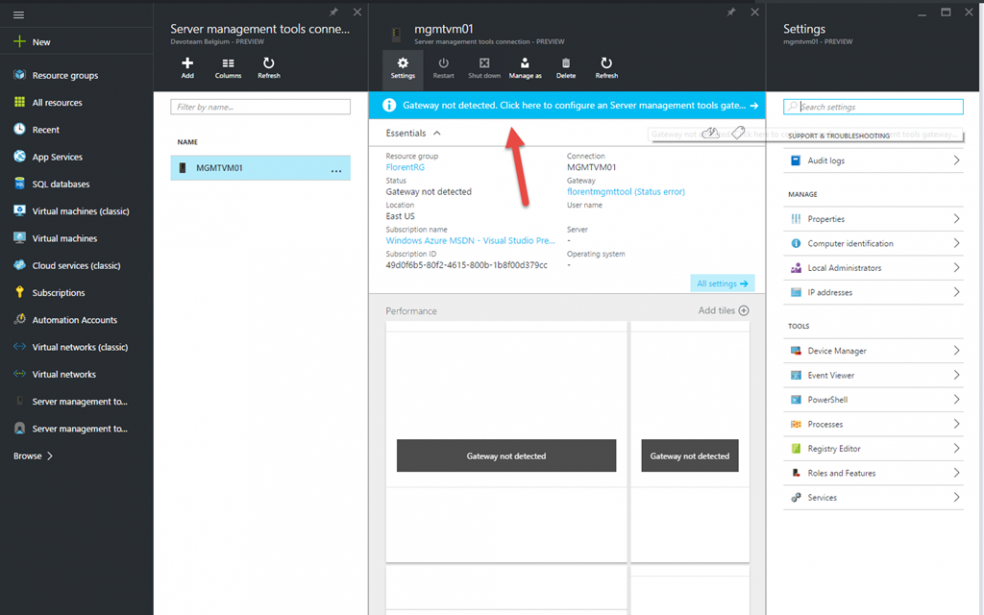 New
Resource groups
All resources
Recent
App Services
SQL databases
Virtual machines (classic)
Virtual machines
Cloud services (classic)
Subscriptions
Automation Accounts
Virtual networks (classic)
Virtual networks
Server management to...
Server management to...
Browse
Server management tools conne...
Devoteam Belgium - PREVIEW
Add
Columns
Refresh
Filter by name...
NAME
MGMTVM01
...
mgmtvm01
Server management tools connection - PREVIEW
Settings
Restart
Shut down
Manage as
Delete
Refresh
Gateway not detected. Click here to configure an Server management tools gate...
Essentials
Resource group
FlorentRG
Status
Gateway not detected
Location
East US
Subscription name
Windows Azure MSDN - Visual Studio Pre...
Subscription ID
49d0f6b5-80f2-4615-800b-1b8f00d379cc
Connection
MGMTVM01
Gateway
florentmgmttool (Status error)
User name
Server
-
Operating system
-
All settings
Performance
Add tiles
Gateway not detected
Gateway not detected
Settings
mgmtvm01 - PREVIEW
Search settings
SUPPORT & TROUBLESHOOTING
Audit logs
MANAGE
Properties
Computer identification
Local Administrators
IP addresses
TOOLS
Device Manager
Event Viewer
PowerShell
Processes
Registry Editor
Roles and Features
Services